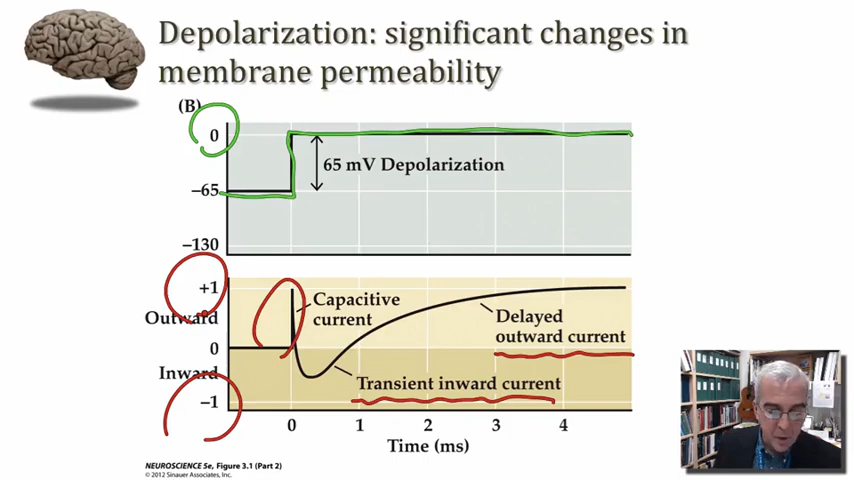 Depolarization: significant changes in
membrane permeability
(B)
0
65 mV Depolarization
–65
–130
+1
Capacitive
current
Outward
Delayed
outward current
0
Inward
Transient inward current
–1
0 1 2 3 4
Time (ms)
NEUROSCIENCE 5e, Figure 3.1 (Part 2)
© 2012 Sinauer Associates, Inc.